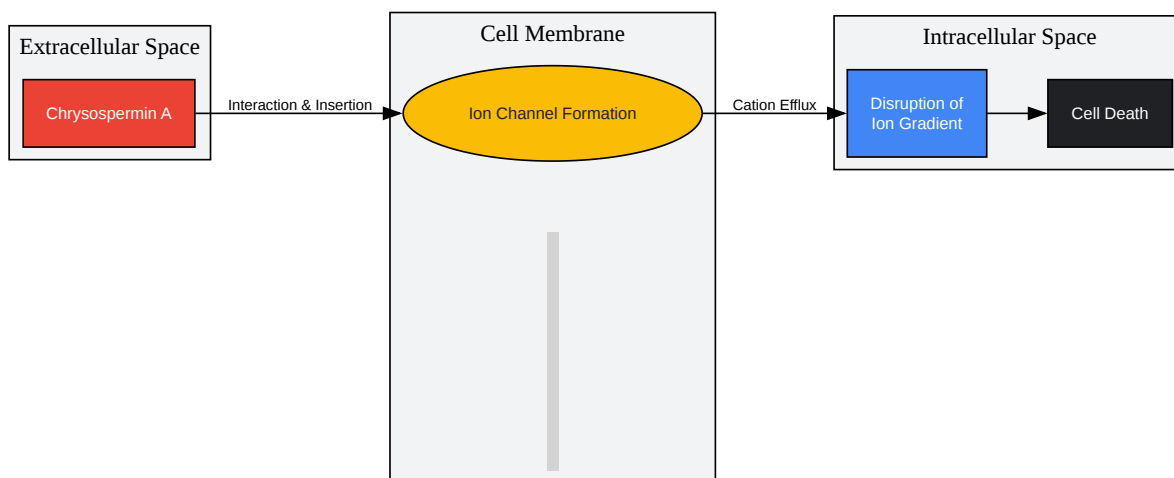 Extracellular Space
Chrysospermin A
Interaction & Insertion
Cell Membrane
Ion Channel Formation
Cation Efflux
Intracellular Space
Disruption of
Ion Gradient
Cell Death